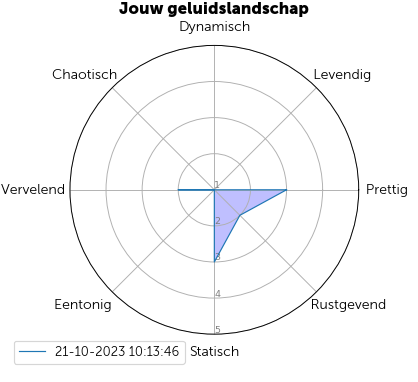 Jouw geluidslandschap
Dynamisch
Chaotisch
Levendig
Vervelend
1
Prettig
2
3
Eentonig
4
Rustgevend
5
21-10-2023 10:13:46
Statisch